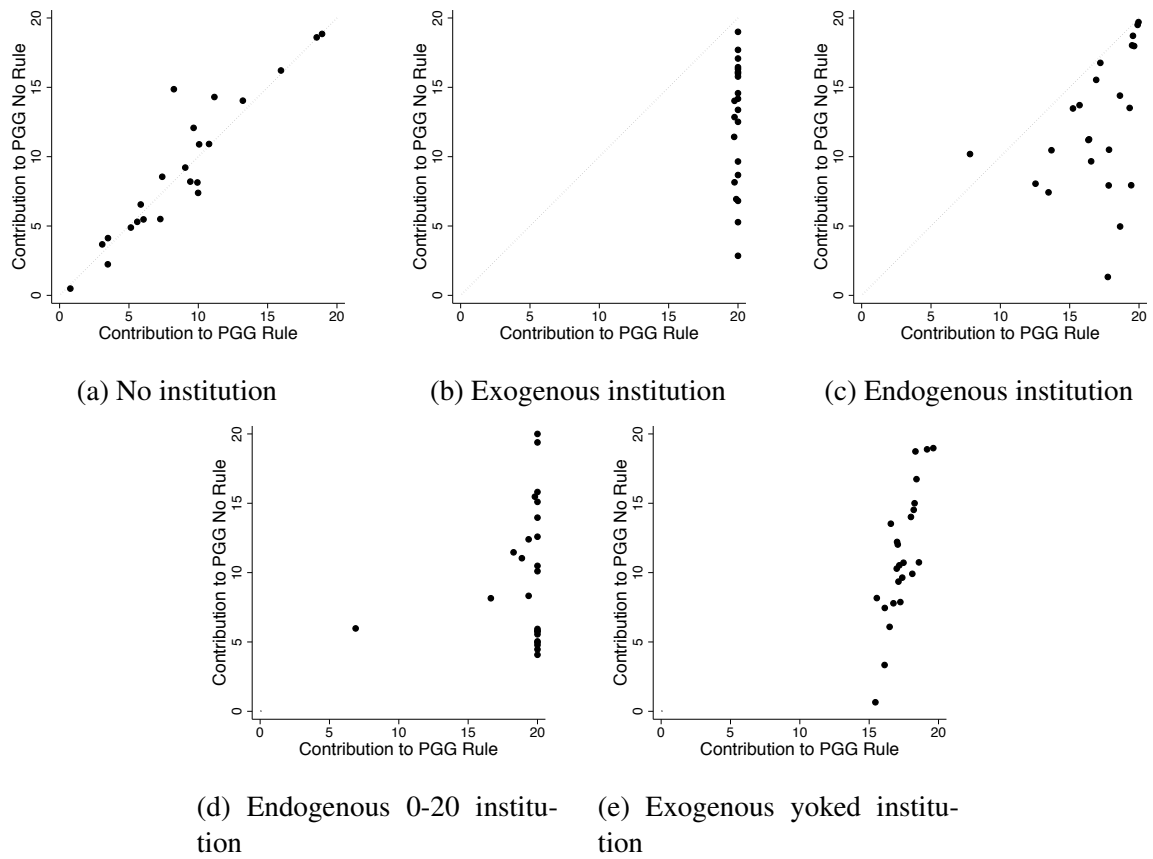 20
15
10
5
0
Contribution to PGG No Rule
0 5 10 15 20
Contribution to PGG Rule
(a) No institution
20
15
10
5
0
Contribution to PGG No Rule
0 5 10 15 20
Contribution to PGG Rule
(b) Exogenous institution
20
15
10
5
0
Contribution to PGG No Rule
0 5 10 15 20
Contribution to PGG Rule
(c) Endogenous institution
20
15
10
5
0
Contribution to PGG No Rule
0 5 10 15 20
Contribution to PGG Rule
(d) Endogenous 0-20 institu-
tion
20
15
10
5
0
Contribution to PGG No Rule
0 5 10 15 20
Contribution to PGG Rule
(e) Exogenous yoked institu-
tion